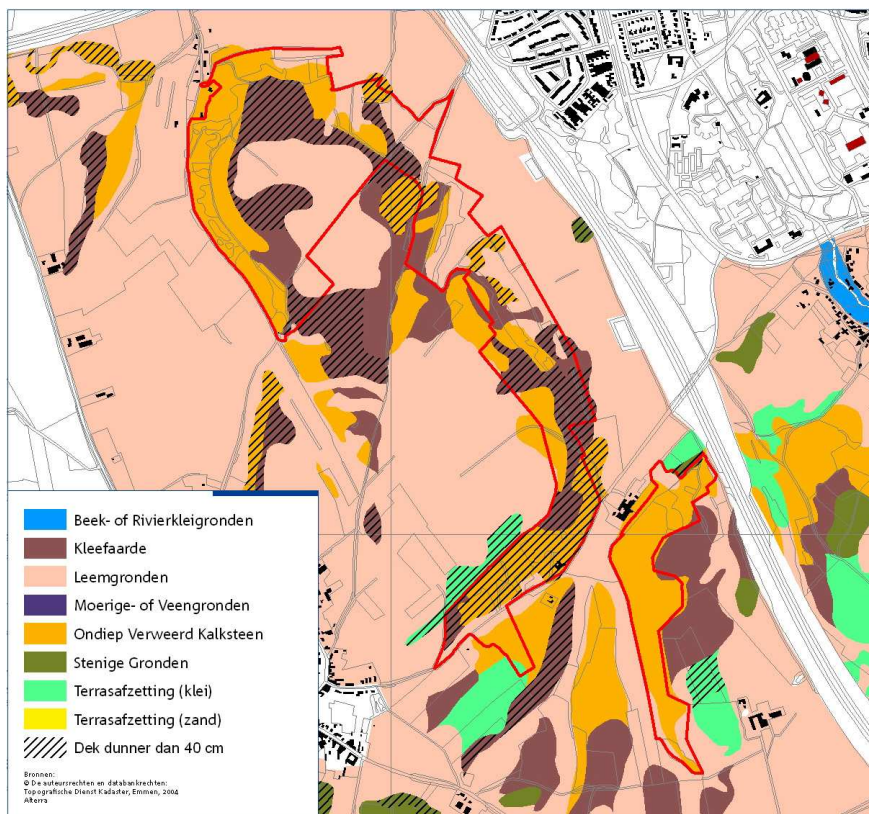 Beek- of Rivierkleigronden
Kleefaarde
Leemgronden
Moerige- of Veengronden
Ondiep Verweerd Kalksteen
Stenige Gronden
Terrasafzetting (klei)
Terrasafzetting (zand)
Dek dunner dan 40 cm
Bronnen:
© De auteursrechten en databankrechten:
Topografische Dienst Kadaster, Emmen, 2004
Alterra